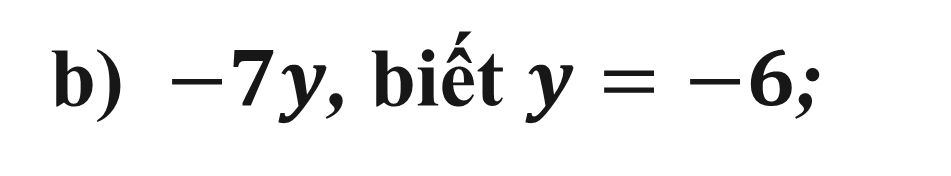 b) −7y, biết y = −6;